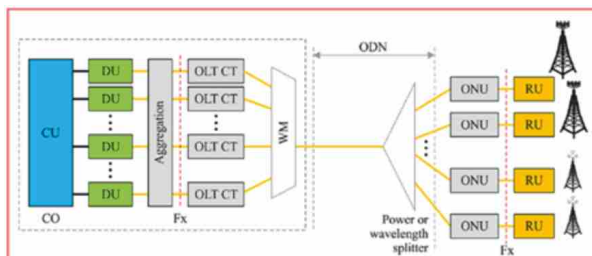 ODN
DU
OLT CT
DU
OLT CT
CU
Aggregation
WM
DU
OLT CT
DU
OLT CT
CO
Fx
ONU
RU
ONU
RU
ONU
RU
ONU
RU
Power or
wavelength
splitter
Fx